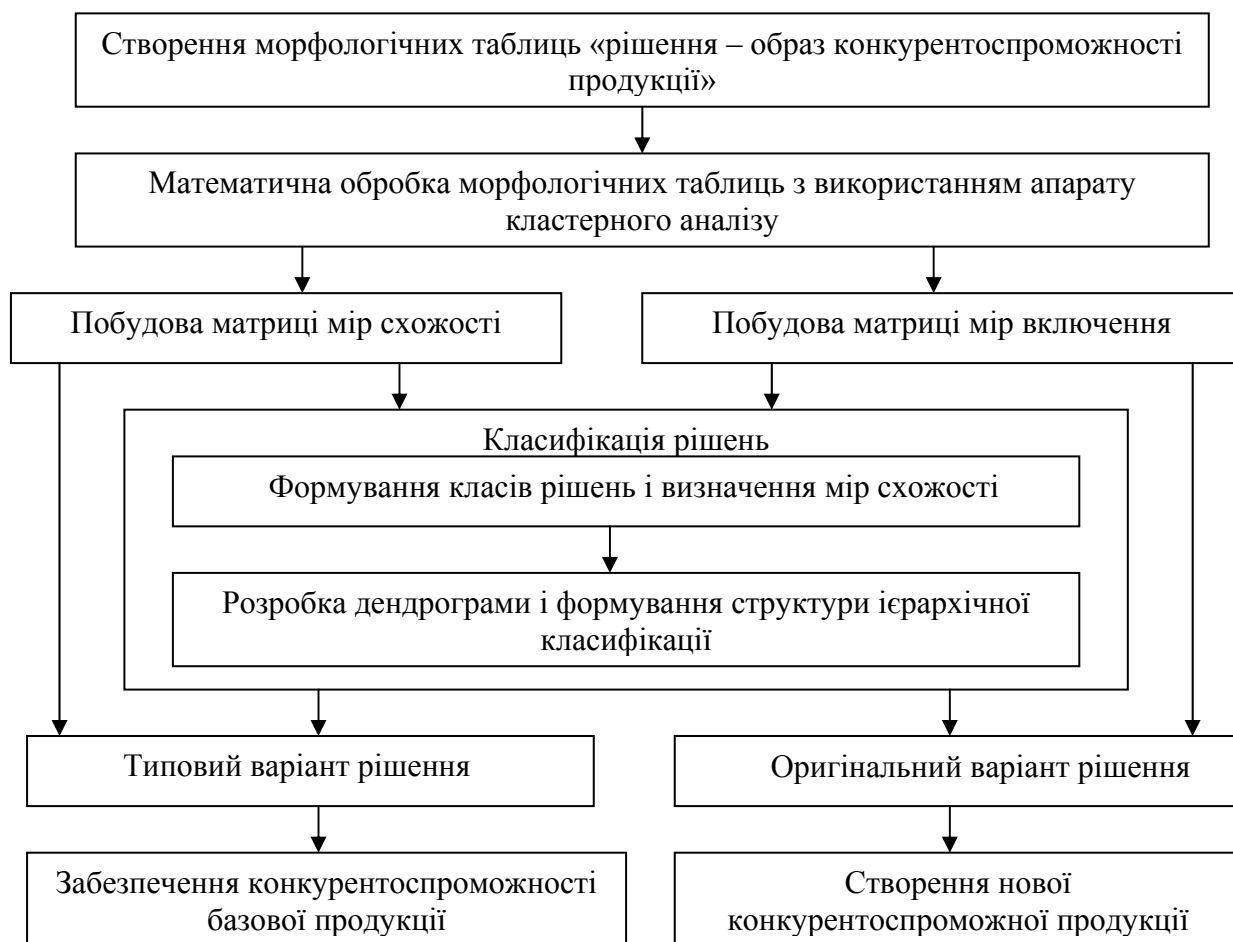 Створення морфологічних таблиць «рішення – образ конкурентоспроможності
продукції»
Математична обробка морфологічних таблиць з використанням апарату
кластерного аналізу
Побудова матриці мір схожості
Побудова матриці мір включення
Класифікація рішень
Формування класів рішень і визначення мір схожості
Розробка дендрограми і формування структури ієрархічної
класифікації
Типовий варіант рішення
Оригінальний варіант рішення
Забезпечення конкурентоспроможності
базової продукції
Створення нової
конкурентоспроможної продукції